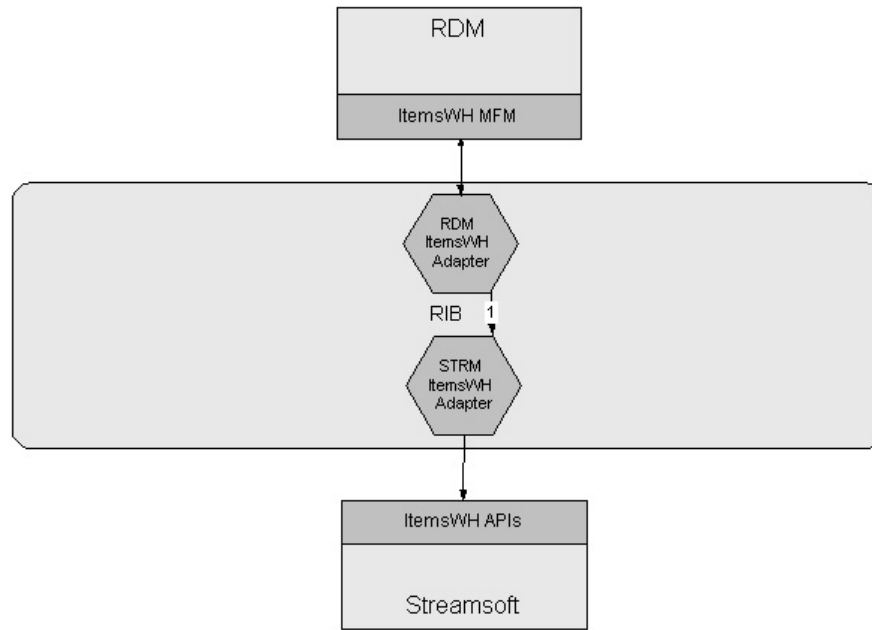 RDM
ItemsWH MFM
RDM
ItemsWH
Adapter
RIB 1
STRM
ItemsWH
Adapter
ItemsWH APIs
Streamsoft